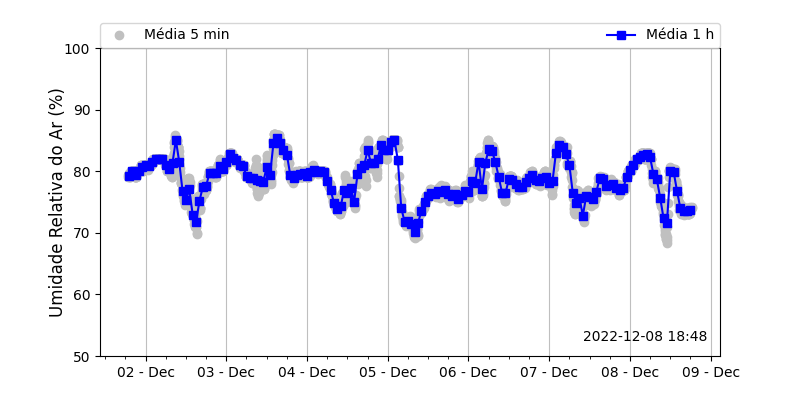 Média 5 min
Média 1 h
Umidade Relativa do Ar (%)
100
90
80
70
60
50
2022-12-08 18:48
02 - Dec
03 - Dec
04 - Dec
05 - Dec
06 - Dec
07 - Dec
08 - Dec
09 - Dec